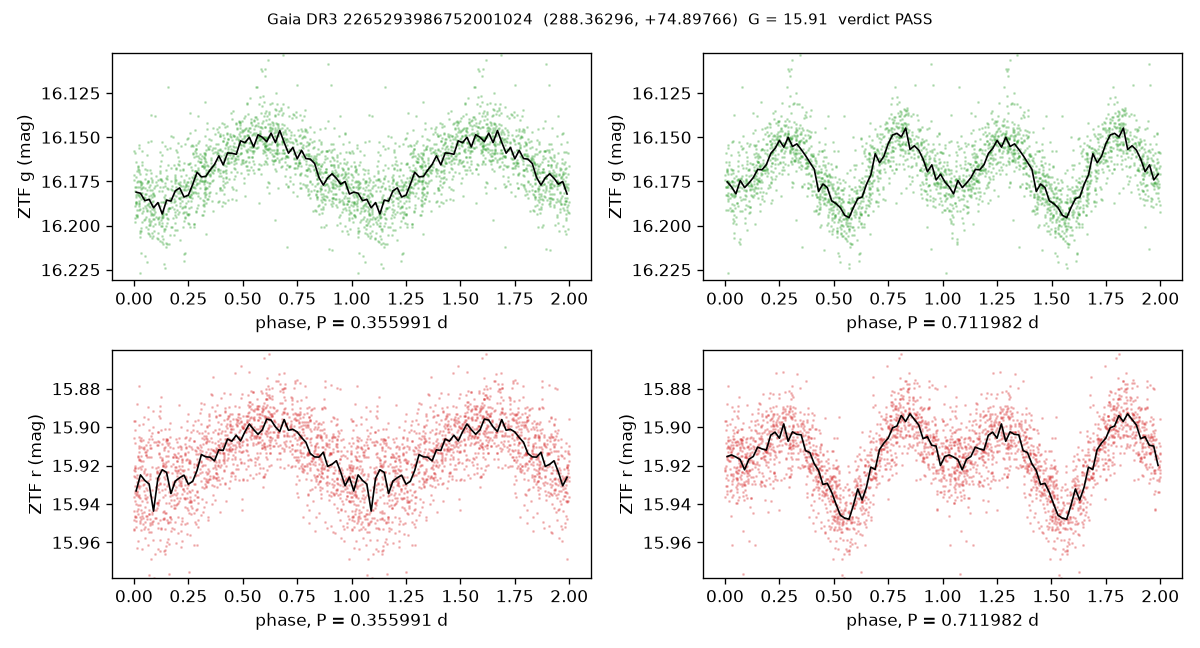 Gaia DR3 2265293986752001024 (288.36296, +74.89766) G = 15.91 verdict PASS
ZTF g (mag)
16.125
16.150
16.175
16.200
16.225
0.00 0.25 0.50 0.75 1.00 1.25 1.50 1.75 2.00
phase, P = 0.355991 d
ZTF g (mag)
16.125
16.150
16.175
16.200
16.225
0.00 0.25 0.50 0.75 1.00 1.25 1.50 1.75 2.00
phase, P = 0.711982 d
ZTF r (mag)
15.88
15.90
15.92
15.94
15.96
0.00 0.25 0.50 0.75 1.00 1.25 1.50 1.75 2.00
phase, P = 0.355991 d
ZTF r (mag)
15.88
15.90
15.92
15.94
15.96
0.00 0.25 0.50 0.75 1.00 1.25 1.50 1.75 2.00
phase, P = 0.711982 d